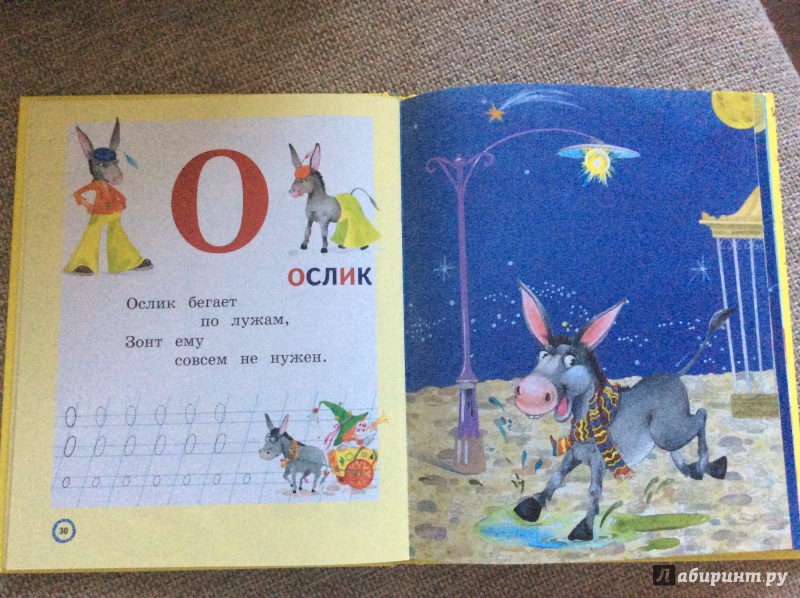 О
ОСЛИК
Ослик бегает
по лужам,
Зонт ему
совсем не нужен.
О О О О О О О
О О О О О О О
о о о о о о о о
30
Лабиринт.ру